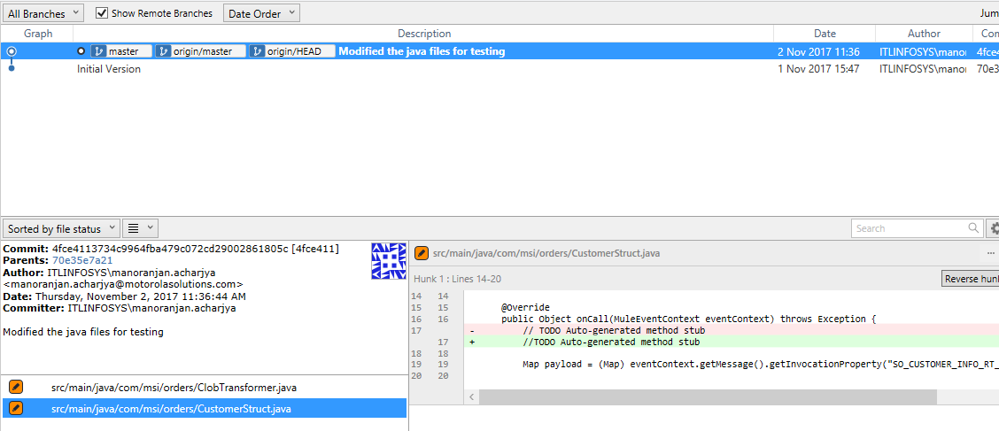 All Branches Show Remote Branches Date Order Jum
Graph Description Date Author Co
master origin/master origin/HEAD Modified the java files for testing 2 Nov 2017 11:36 ITLINFOSYS\manor 4fce4
Initial Version 1 Nov 2017 15:47 ITLINFOSYS\manor 70e3
Sorted by file status Search
Commit: 4fce4113734c9964fba479c072cd29002861805c [4fce411]
Parents: 70e35e7a21
Author: ITLINFOSYS\manoranjan.acharjya
<manoranjan.acharjya@motorolasolutions.com>
Date: Thursday, November 2, 2017 11:36:44 AM
Committer: ITLINFOSYS\manoranjan.acharjya
Modified the java files for testing
src/main/java/com/msi/orders/ClobTransformer.java
src/main/java/com/msi/orders/CustomerStruct.java
src/main/java/com/msi/orders/CustomerStruct.java ...
Hunk 1 : Lines 14-20 Reverse hunk
14 14
15 15 @Override
16 16 public Object onCall(MuleEventContext eventContext) throws Exception {
17 - // TODO Auto-generated method stub
17 + //TODO Auto-generated method stub
18 18
19 19 Map payload = (Map) eventContext.getMessage().getInvocationProperty("SO_CUSTOMER_INFO_RT_
20 20